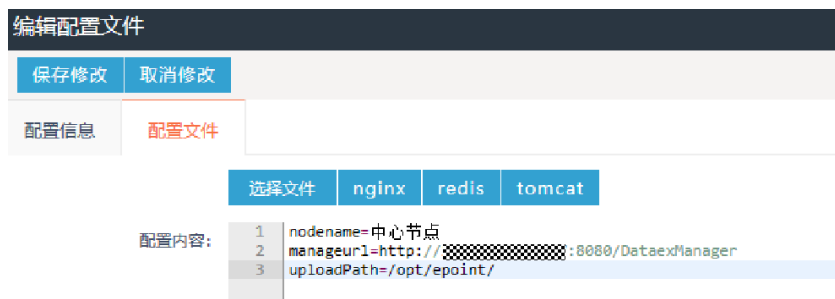 编辑配置文件
保存修改 取消修改
配置信息 配置文件
选择文件 nginx redis tomcat
配置内容:
1 nodename=中心节点
2 manageurl=http:// :8080/DataexManager
3 uploadPath=/opt/epoint/